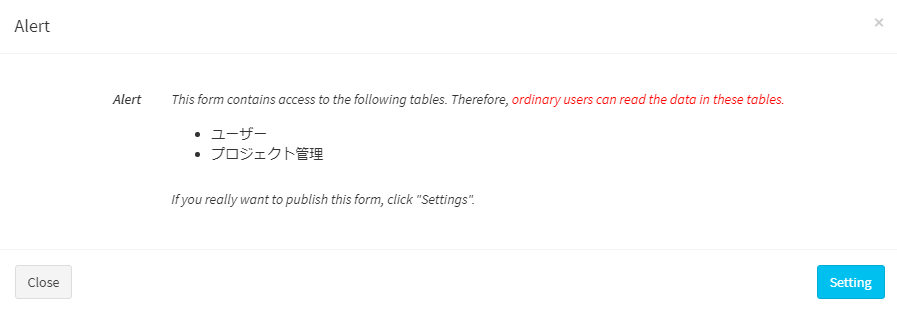 Alert
×
Alert This form contains access to the following tables. Therefore, ordinary users can read the data in these tables.
• ユーザー
• プロジェクト管理
If you really want to publish this form, click "Settings".
Close Setting